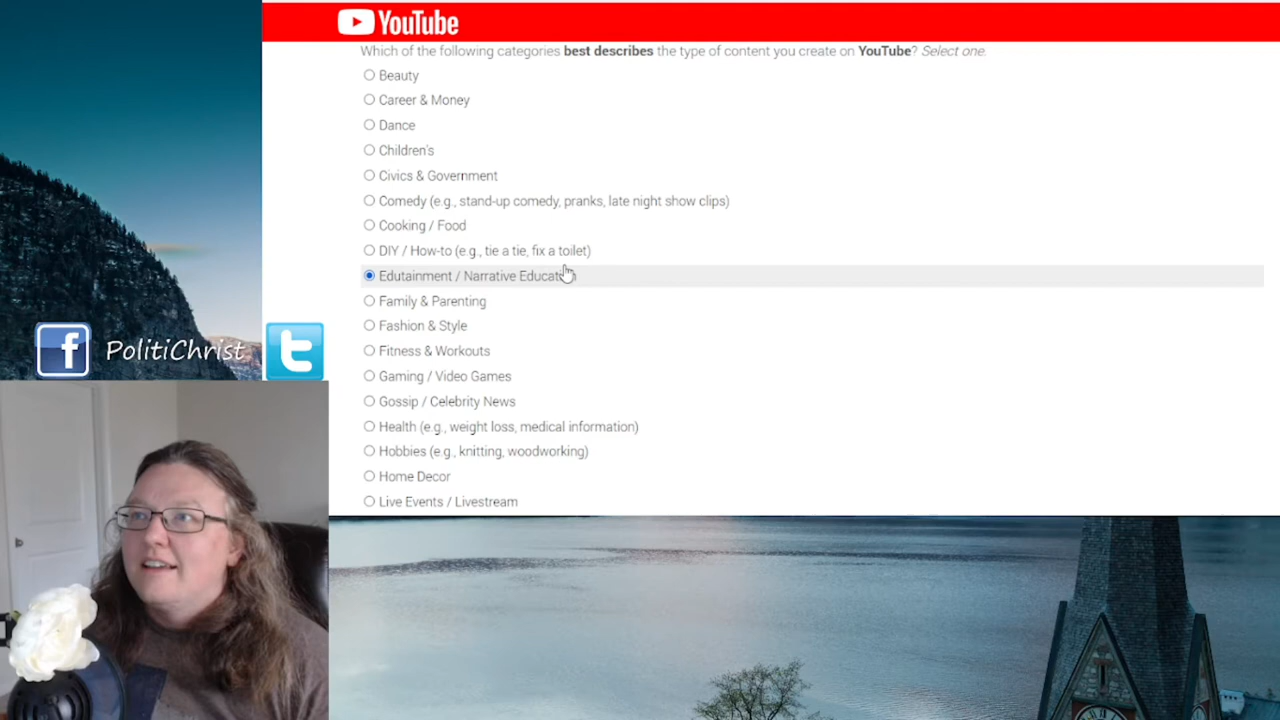 YouTube
Which of the following categories best describes the type of content you create on YouTube? Select one.
Beauty
Career & Money
Dance
Children's
Civics & Government
Comedy (e.g., stand-up comedy, pranks, late night show clips)
Cooking / Food
DIY / How-to (e.g., tie a tie, fix a toilet)
Edutainment / Narrative Education
Family & Parenting
Fashion & Style
Fitness & Workouts
Gaming / Video Games
Gossip / Celebrity News
Health (e.g., weight loss, medical information)
Hobbies (e.g., knitting, woodworking)
Home Decor
Live Events / Livestream
f PolitiChrist t